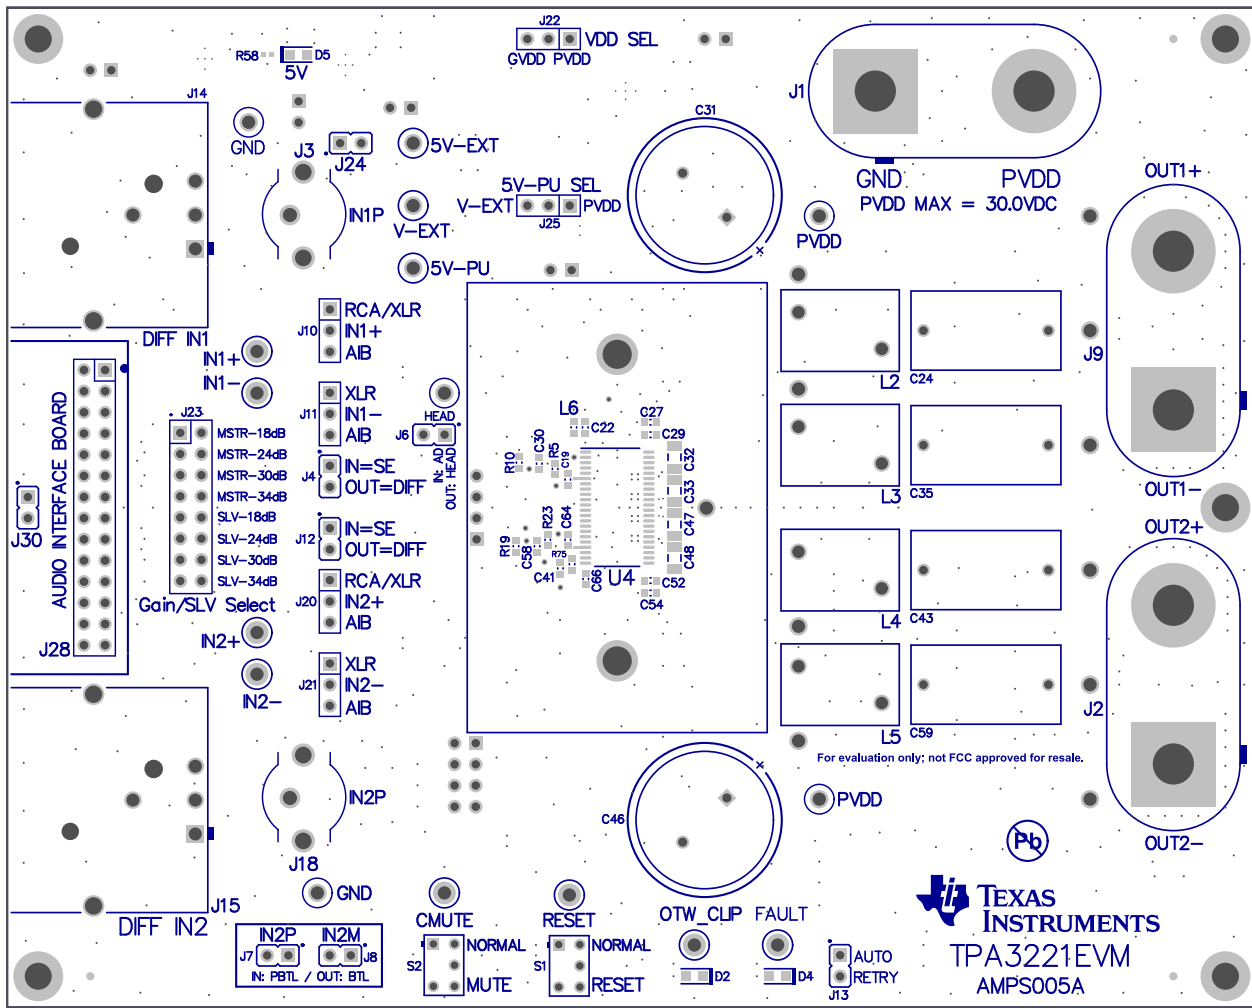 J22
VDD SEL
GVDD PVDD
R58
D5
5V
J14
GND
J3
J24
5V-EXT
C31
J1
GND
PVDD
PVDD MAX = 30.0VDC
OUT1+
5V-PU SEL
V-EXT
PVDD
J25
IN1P
V-EXT
PVDD
5V-PU
DIFF IN1
RCA/XLR
J10
IN1+
AIB
IN1+
IN1-
XLR
J11
IN1-
AIB
L2
C24
J9
AUDIO INTERFACE BOARD
J23
MSTR-18dB
MSTR-24dB
MSTR-30dB
MSTR-34dB
SLV-18dB
SLV-24dB
SLV-30dB
SLV-34dB
Gain/SLV Select
HEAD
J6
IN: AD
OUT: HEAD
IN=SE
J4
OUT=DIFF
L6
C22
C27
C29
C32
R10
C30
R5
C19
C33
C47
C48
L3
C35
OUT1-
OUT2+
J30
J12
IN=SE
OUT=DIFF
R19
C58
R23
C64
R75
C41
C66
U4
C52
C54
RCA/XLR
J20
IN2+
AIB
L4
C43
J28
IN2+
IN2-
XLR
J21
IN2-
AIB
L5
C59
J2
For evaluation only; not FCC approved for resale.
IN2P
C46
PVDD
J18
Pb
OUT2-
J15
DIFF IN2
GND
CMUTE
RESET
OTW_CLIP
FAULT
TEXAS
INSTRUMENTS
TPA3221EVM
AMPS005A
IN2P
IN2M
J7
J8
IN: PBTL / OUT: BTL
NORMAL
S2
MUTE
NORMAL
S1
RESET
D2
D4
AUTO
RETRY
J13